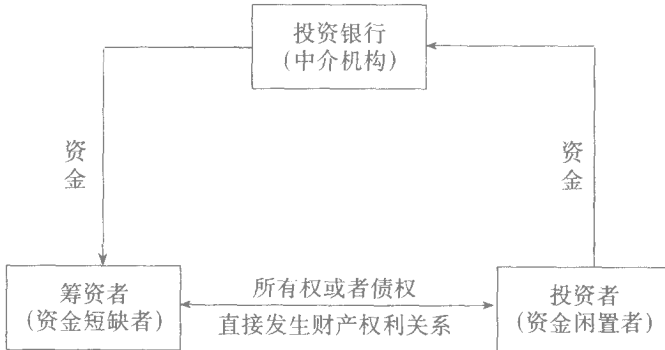 投资银行
(中介机构)
资金
资金
筹资者
(资金短缺者)
所有权或者债权
直接发生财产权利关系
投资者
(资金闲置者)